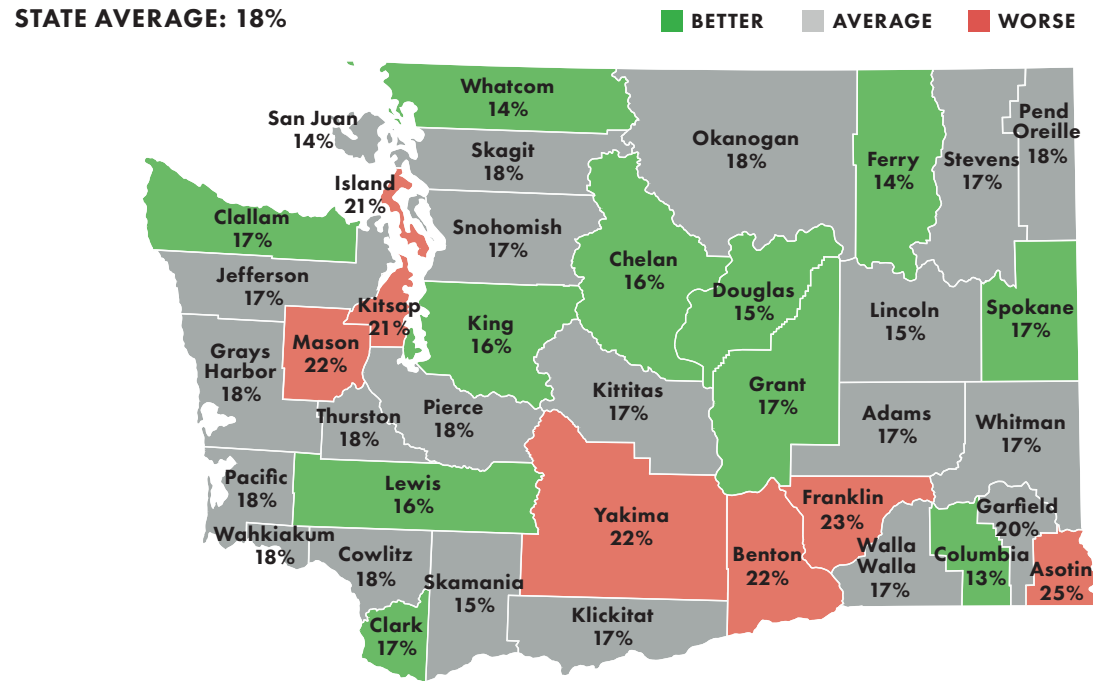 STATE AVERAGE: 18%
BETTER
AVERAGE
WORSE
Whatcom
14%
San Juan
14%
Skagit
18%
Okanogan
18%
Ferry
14%
Stevens
17%
Pend
Oreille
18%
Island
21%
Clallam
17%
Snohomish
17%
Chelan
16%
Douglas
15%
Jefferson
17%
Kitsap
21%
King
16%
Lincoln
15%
Spokane
17%
Mason
22%
Grays
Harbor
18%
Kittitas
17%
Grant
17%
Thurston
18%
Pierce
18%
Adams
17%
Whitman
17%
Pacific
18%
Lewis
16%
Yakima
22%
Franklin
23%
Garfield
20%
Wahkiakum
18%
Cowlitz
18%
Skamania
15%
Benton
22%
Walla
Walla
17%
Columbia
13%
Asotin
25%
Clark
17%
Klickitat
17%